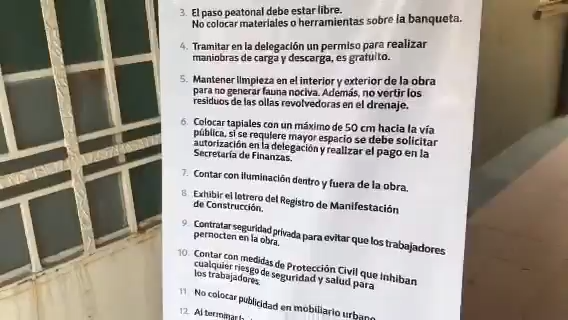 3. El paso peatonal debe estar libre.
No colocar materiales o herramientas sobre la banqueta.
4. Tramitar en la delegación un permiso para realizar
maniobras de carga y descarga, es gratuito.
5. Mantener limpieza en el interior y exterior de la obra
para no generar fauna nociva. Además, no vertir los
residuos de las ollas revolvedoras en el drenaje.
6. Colocar tapiales con un máximo de 50 cm hacia la vía
pública, si se requiere mayor espacio se debe solicitar
autorización en la delegación y realizar el pago en la
Secretaría de Finanzas.
7. Contar con iluminación dentro y fuera de la obra.
8. Exhibir el letrero del Registro de Manifestación
de Construcción.
9. Contratar seguridad privada para evitar que los trabajadores
pernocten en la obra.
10. Contar con medidas de Protección Civil que inhiban
cualquier riesgo de seguridad y salud para
los trabajadores.
11. No colocar publicidad en mobiliario urbano
12. Al terminar